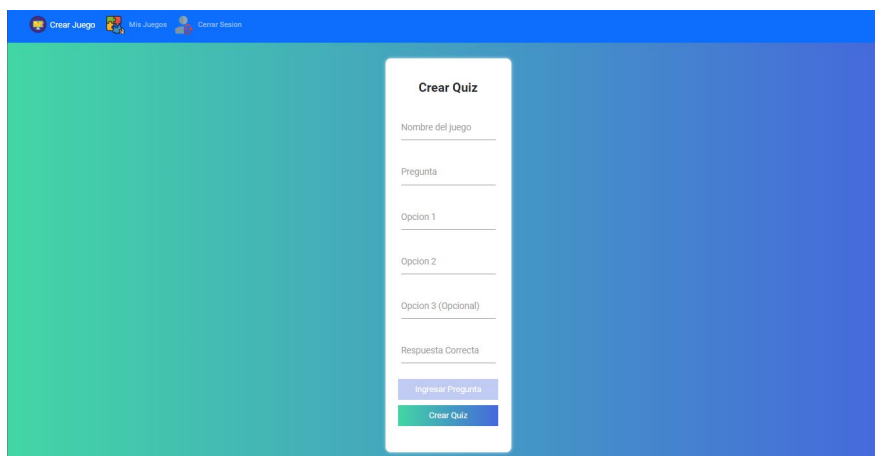 Crear Juego Mis Juegos Cerrar Sesion
Crear Quiz
Nombre del juego
Pregunta
Opcion 1
Opcion 2
Opcion 3 (Opcional)
Respuesta Correcta
Ingresar Pregunta
Crear Quiz